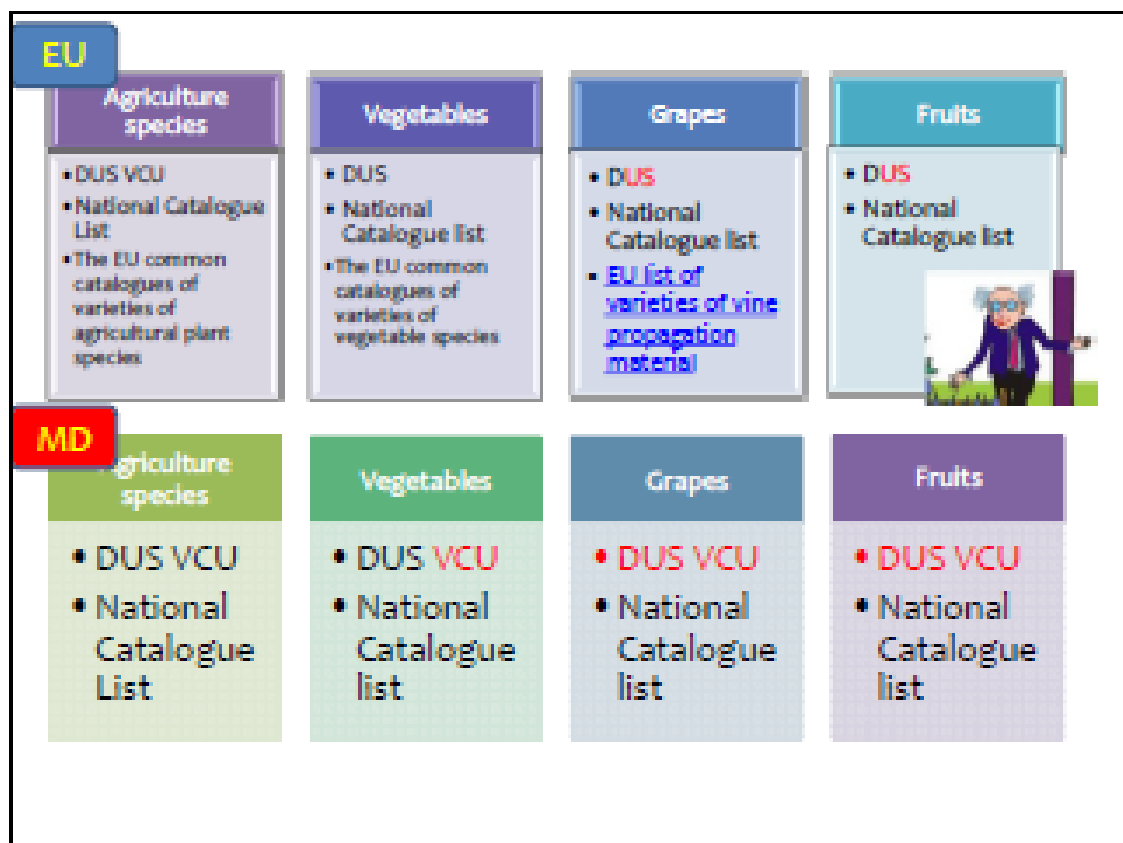 EU
Agriculture
species
• DUS VCU
• National Catalogue
List
• The EU common
catalogues of
varieties of
agricultural plant
species
Vegetables
• DUS
• National
Catalogue list
• The EU common
catalogues of
varieties of
vegetable species
Grapes
• DUS
• National
Catalogue list
• EU list of
varieties of vine
propagation
material
Fruits
• DUS
• National
Catalogue list
MD
Agriculture
species
• DUS VCU
• National
Catalogue
List
Vegetables
• DUS VCU
• National
Catalogue
list
Grapes
• DUS VCU
• National
Catalogue
list
Fruits
• DUS VCU
• National
Catalogue
list